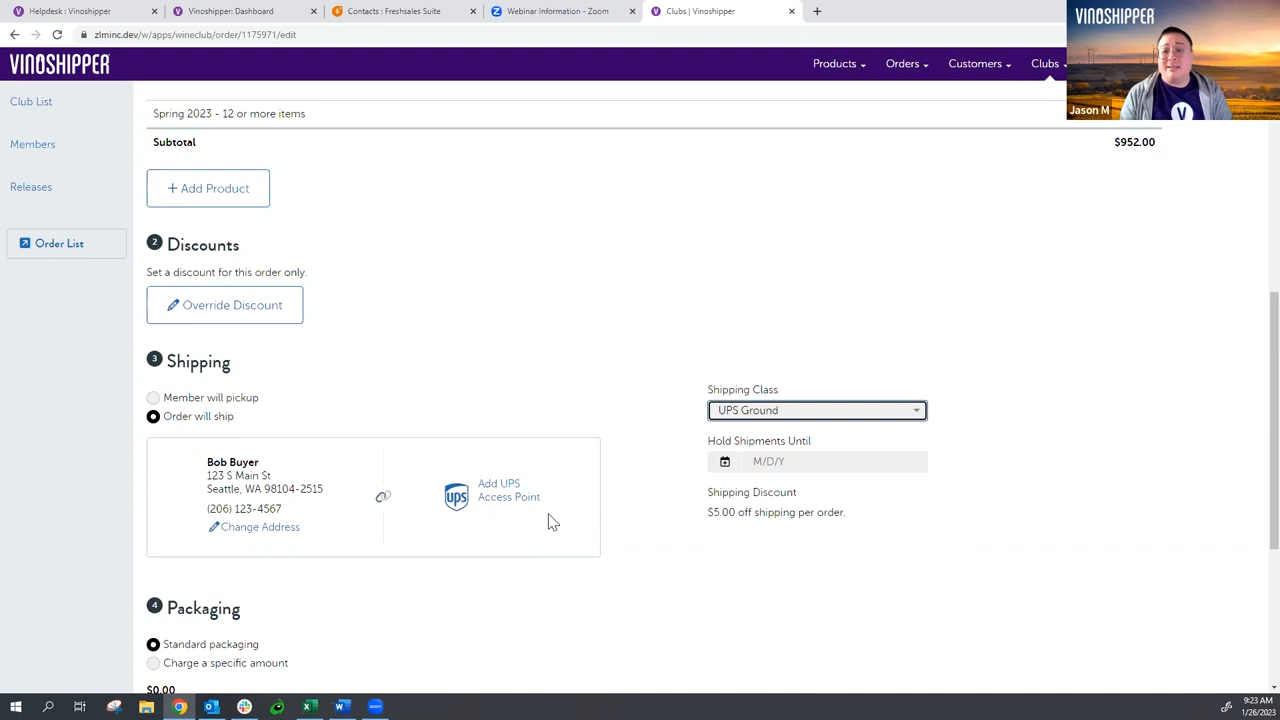 Helpdesk : Vinoshipper
Vinoshipper: Dashboard
Contacts : Freshsales Suite
Webinar Information - Zoom
Clubs | Vinoshipper
zlminc.dev/w/apps/wineclub/order/1175971/edit
VINOSHIPPER
Products
Orders
Customers
Clubs
VINOSHIPPER
Jason M
Club List
Members
Releases
Order List
Spring 2023 - 12 or more items
Subtotal $952.00
+ Add Product
2 Discounts
Set a discount for this order only.
Override Discount
3 Shipping
Member will pickup
Order will ship
Bob Buyer
123 S Main St
Seattle, WA 98104-2515
(206) 123-4567
Change Address
ups
Add UPS
Access Point
Shipping Class
UPS Ground
Hold Shipments Until
M/D/Y
Shipping Discount
$5.00 off shipping per order.
4 Packaging
Standard packaging
Charge a specific amount
$0.00
9:23 AM
1/26/2023